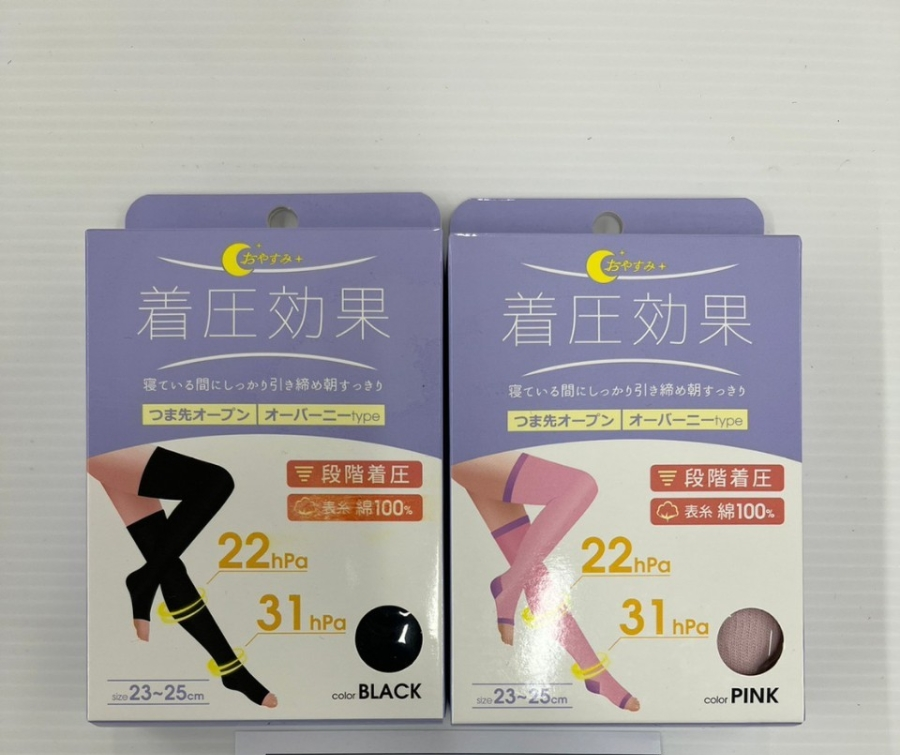 おやすみ+
着圧効果
寝ている間にしっかり引き締め朝すっきり
つま先オープン オーバーニーtype
段階着圧
表糸 綿100%
22hPa
31hPa
size 23~25cm
color BLACK
おやすみ+
着圧効果
寝ている間にしっかり引き締め朝すっきり
つま先オープン オーバーニーtype
段階着圧
表糸 綿100%
22hPa
31hPa
size 23~25cm
color PINK